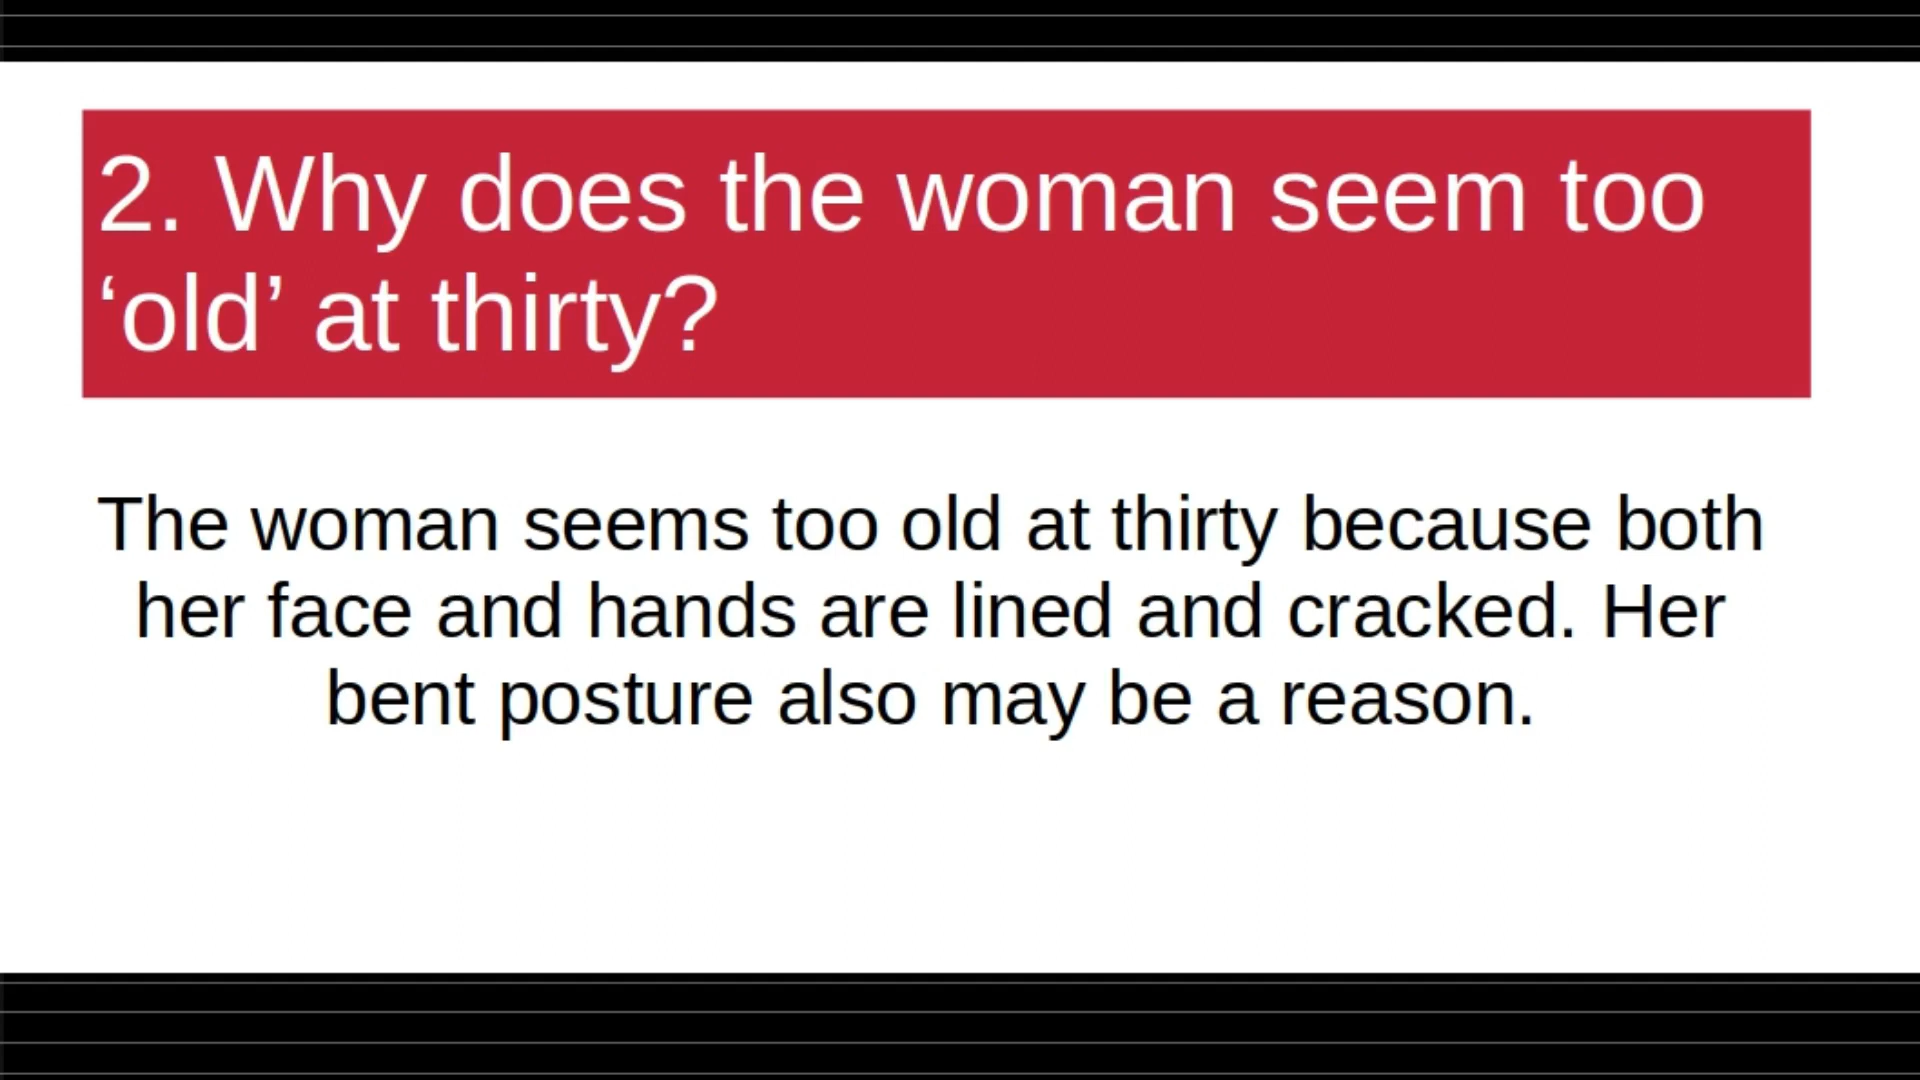 2. Why does the woman seem too
‘old’ at thirty?
The woman seems too old at thirty because both
her face and hands are lined and cracked. Her
bent posture also may be a reason.